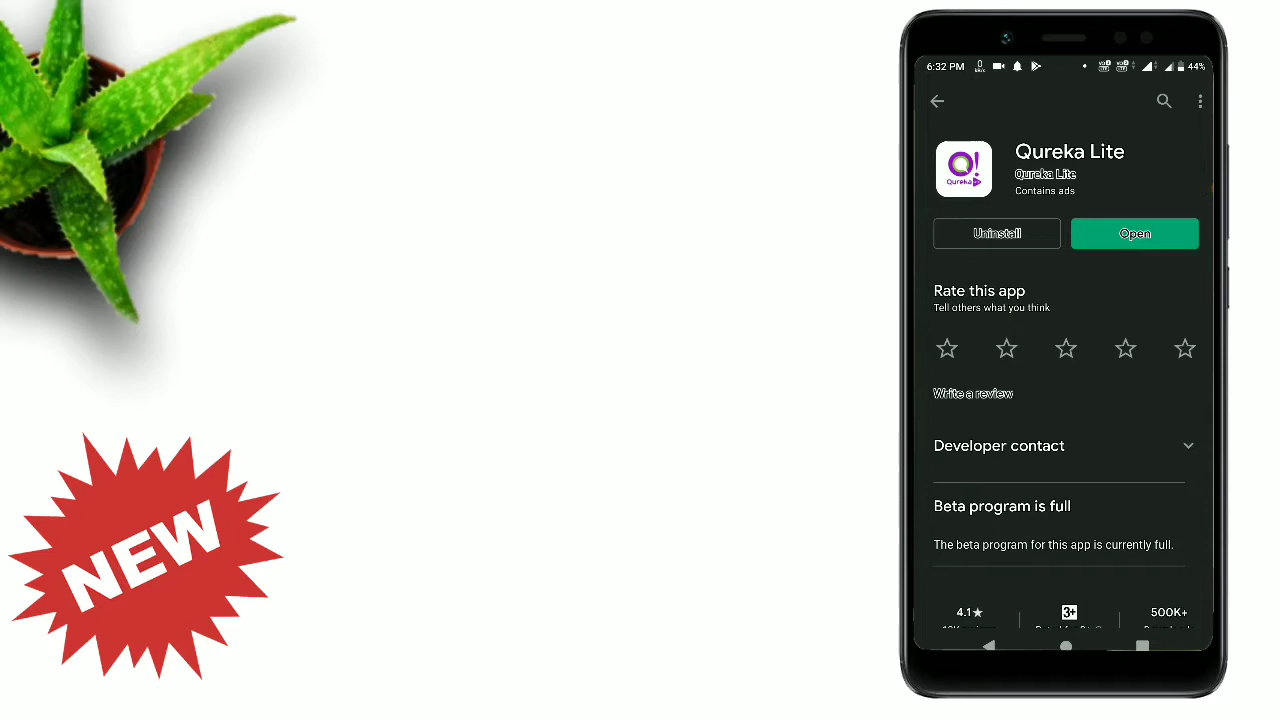 NEW
6:32 PM
44%
Q!
Qureka
Qureka Lite
Qureka Lite
Contains ads
Uninstall
Open
Rate this app
Tell others what you think
Write a review
Developer contact
Beta program is full
The beta program for this app is currently full.
4.1★
3+
500K+